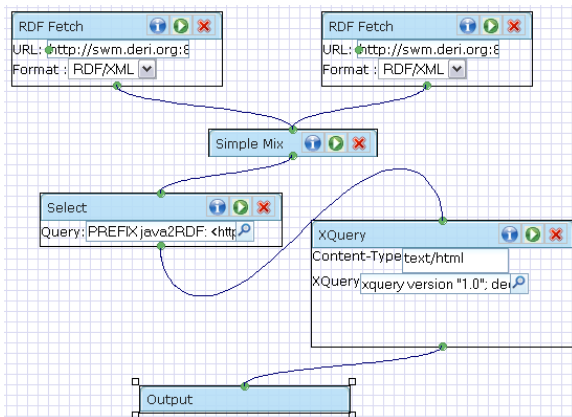 RDF Fetch
URL: http://swm.deri.org:8
Format : RDF/XML
RDF Fetch
URL: http://swm.deri.org:8
Format : RDF/XML
Simple Mix
Select
Query: PREFIX java2RDF: <http
XQuery
Content-Type text/html
XQuery xquery version "1.0"; de
Output